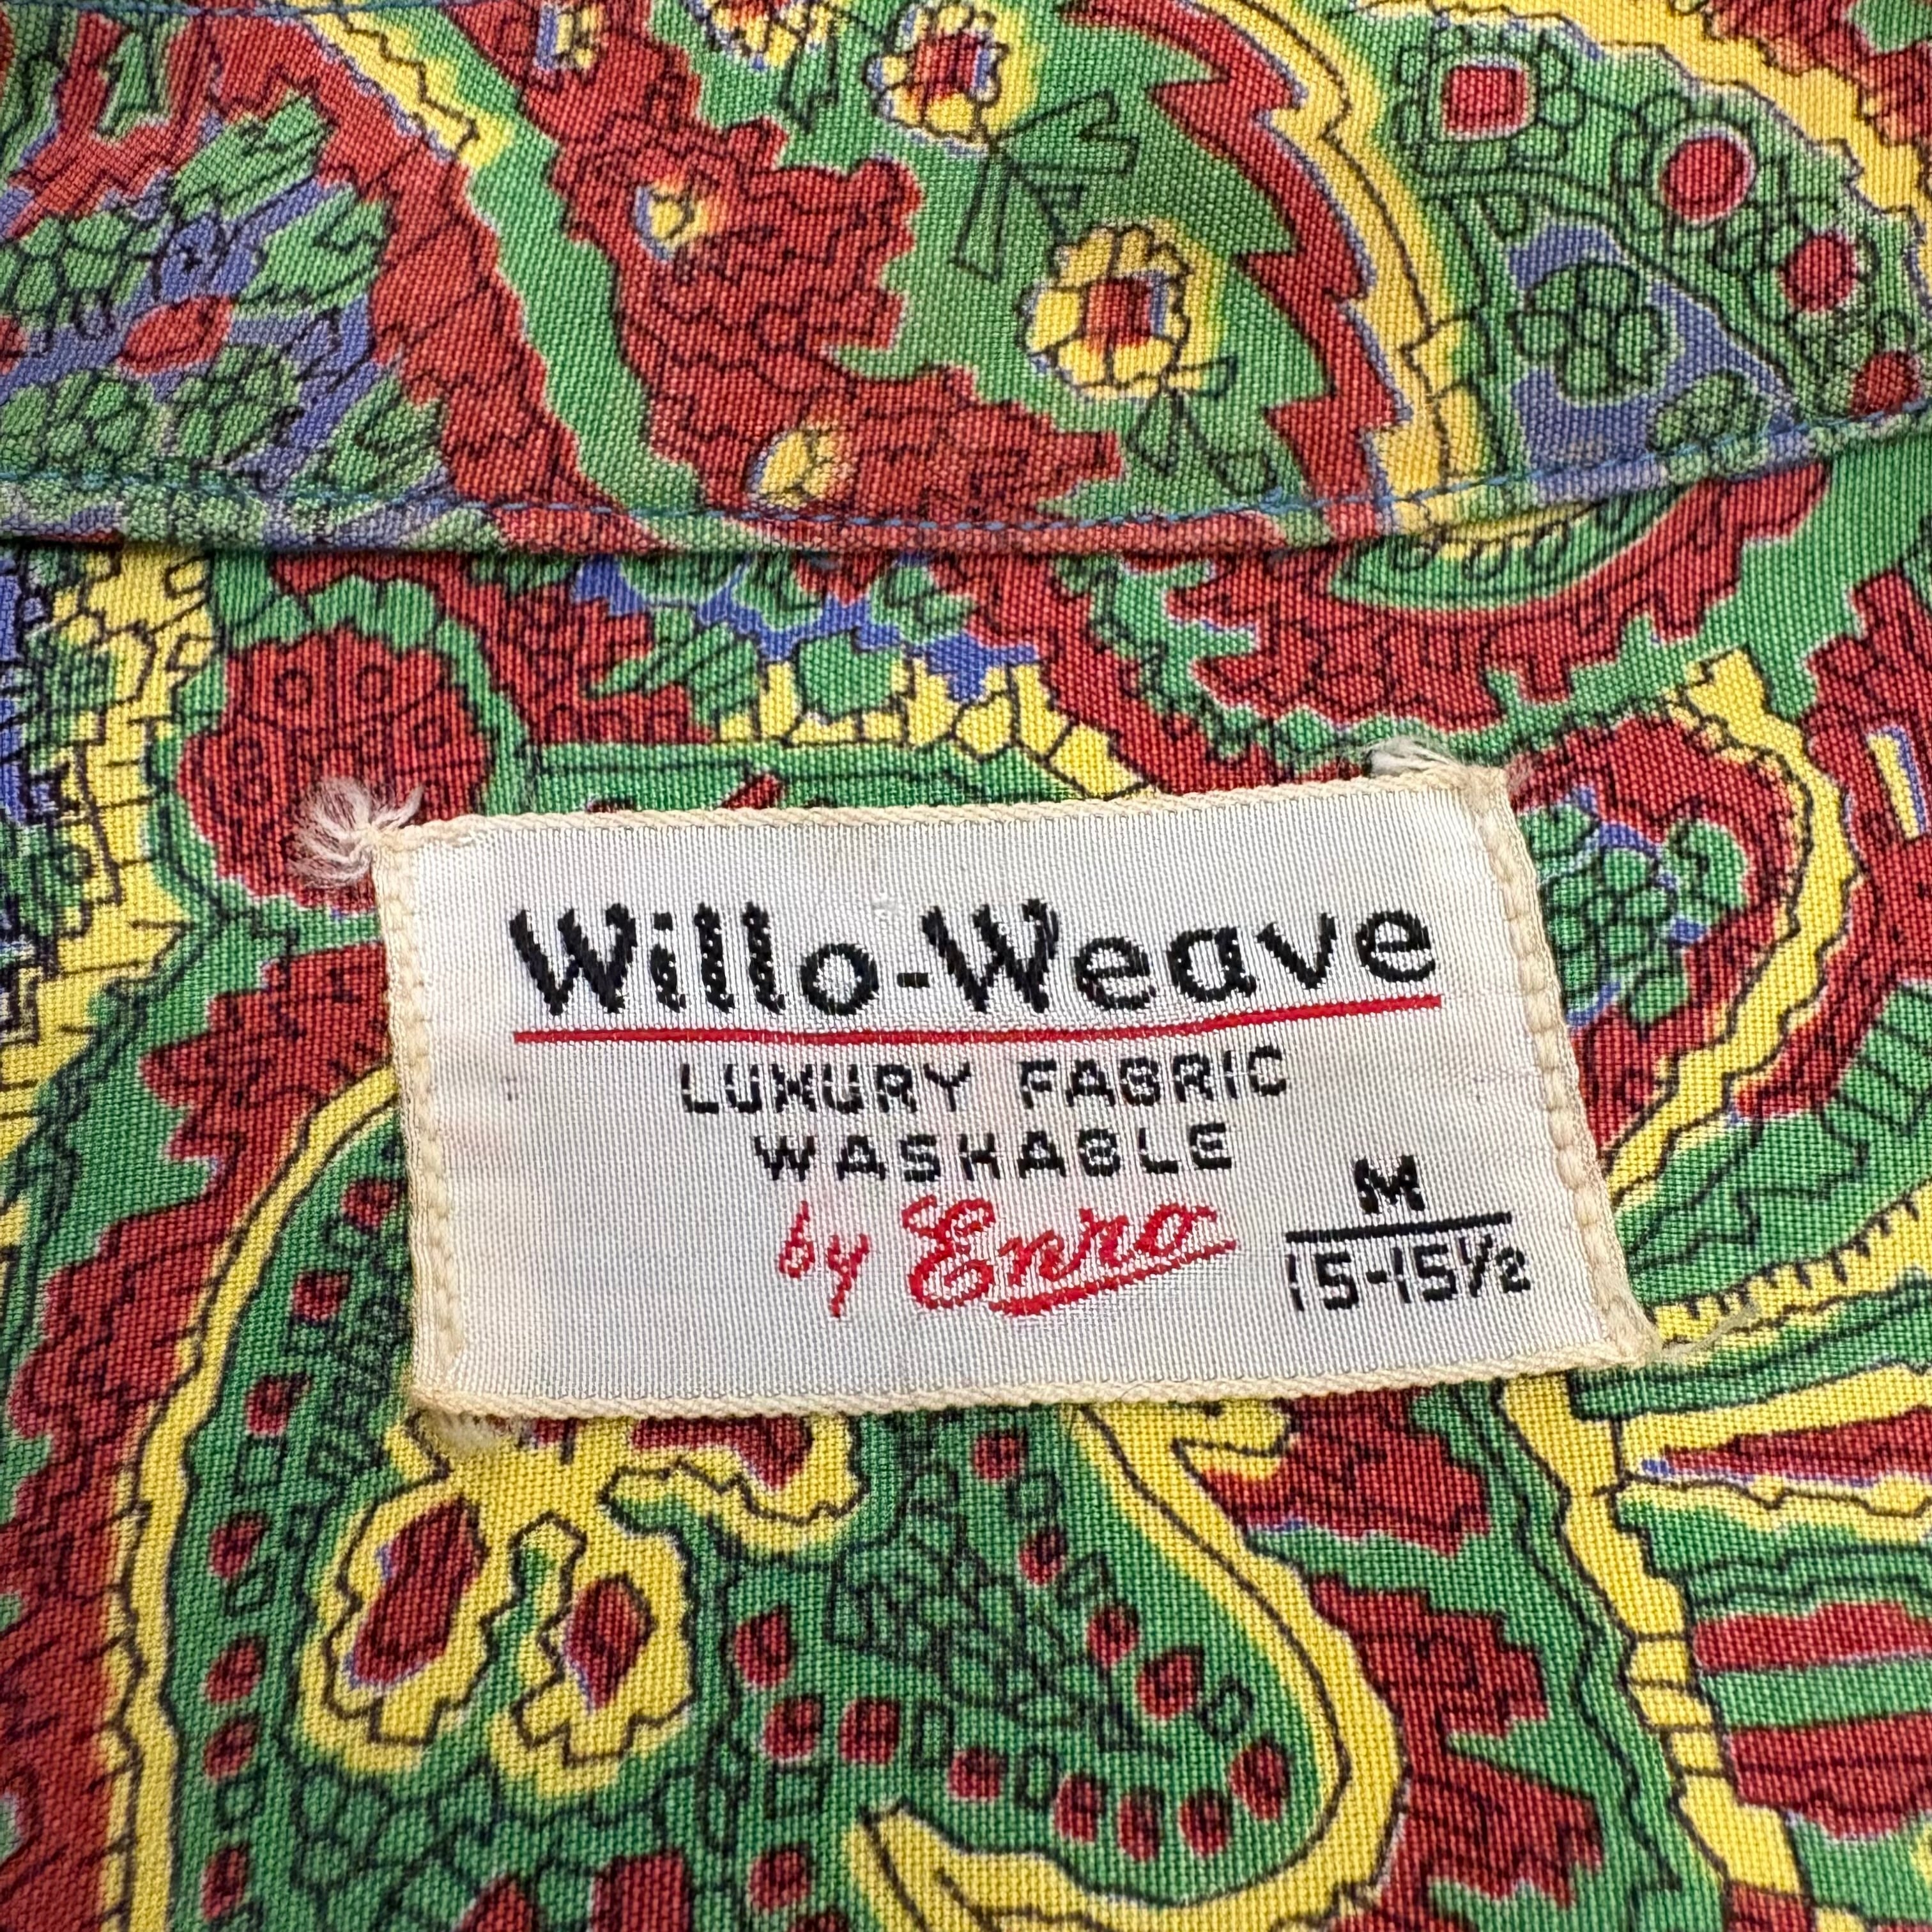 Willo-Weave
LUXURY FABRIC
WASHABLE
by Enro
M
15-15½